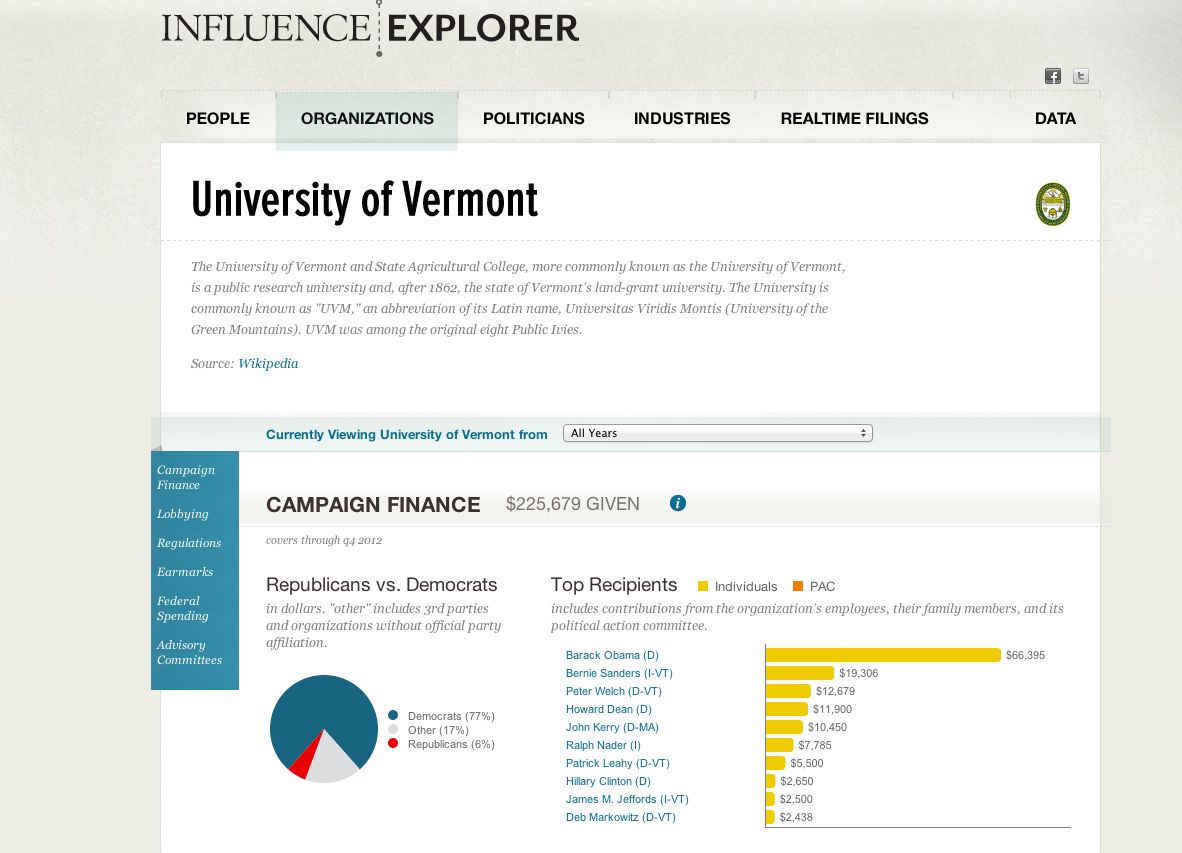 INFLUENCE EXPLORER
PEOPLE
ORGANIZATIONS
POLITICIANS
INDUSTRIES
REALTIME FILINGS
DATA
University of Vermont
The University of Vermont and State Agricultural College, more commonly known as the University of Vermont,
is a public research university and, after 1862, the state of Vermont's land-grant university. The University is
commonly known as "UVM," an abbreviation of its Latin name, Universitas Viridis Montis (University of the
Green Mountains). UVM was among the original eight Public Ivies.
Source: Wikipedia
Currently Viewing University of Vermont from All Years
Campaign
Finance
Lobbying
Regulations
Earmarks
Federal
Spending
Advisory
Committees
CAMPAIGN FINANCE $225,679 GIVEN i
covers through q4 2012
Republicans vs. Democrats
in dollars. "other" includes 3rd parties
and organizations without official party
affiliation.
Democrats (77%)
Other (17%)
Republicans (6%)
Top Recipients Individuals PAC
includes contributions from the organization's employees, their family members, and its
political action committee.
Barack Obama (D) $66,395
Bernie Sanders (I-VT) $19,306
Peter Welch (D-VT) $12,679
Howard Dean (D) $11,900
John Kerry (D-MA) $10,450
Ralph Nader (I) $7,785
Patrick Leahy (D-VT) $5,500
Hillary Clinton (D) $2,650
James M. Jeffords (I-VT) $2,500
Deb Markowitz (D-VT) $2,438